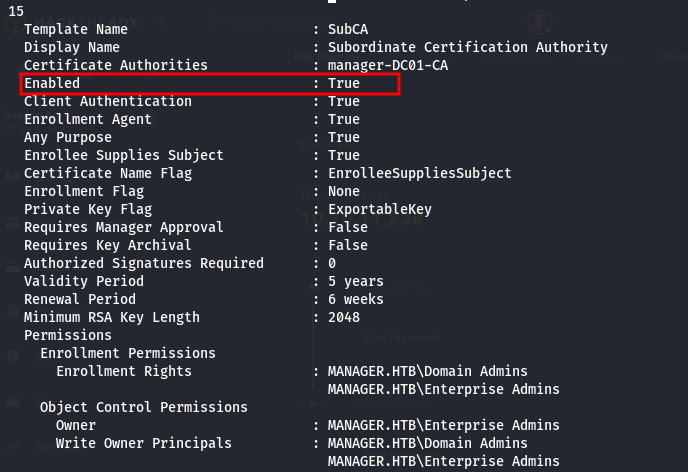 15
Template Name : SubCA
Display Name : Subordinate Certification Authority
Certificate Authorities : manager-DC01-CA
Enabled : True
Client Authentication : True
Enrollment Agent : True
Any Purpose : True
Enrollee Supplies Subject : True
Certificate Name Flag : EnrolleeSuppliesSubject
Enrollment Flag : None
Private Key Flag : ExportableKey
Requires Manager Approval : False
Requires Key Archival : False
Authorized Signatures Required : 0
Validity Period : 5 years
Renewal Period : 6 weeks
Minimum RSA Key Length : 2048
Permissions
Enrollment Permissions
Enrollment Rights : MANAGER.HTB\Domain Admins
MANAGER.HTB\Enterprise Admins
Object Control Permissions
Owner : MANAGER.HTB\Enterprise Admins
Write Owner Principals : MANAGER.HTB\Domain Admins
MANAGER.HTB\Enterprise Admins